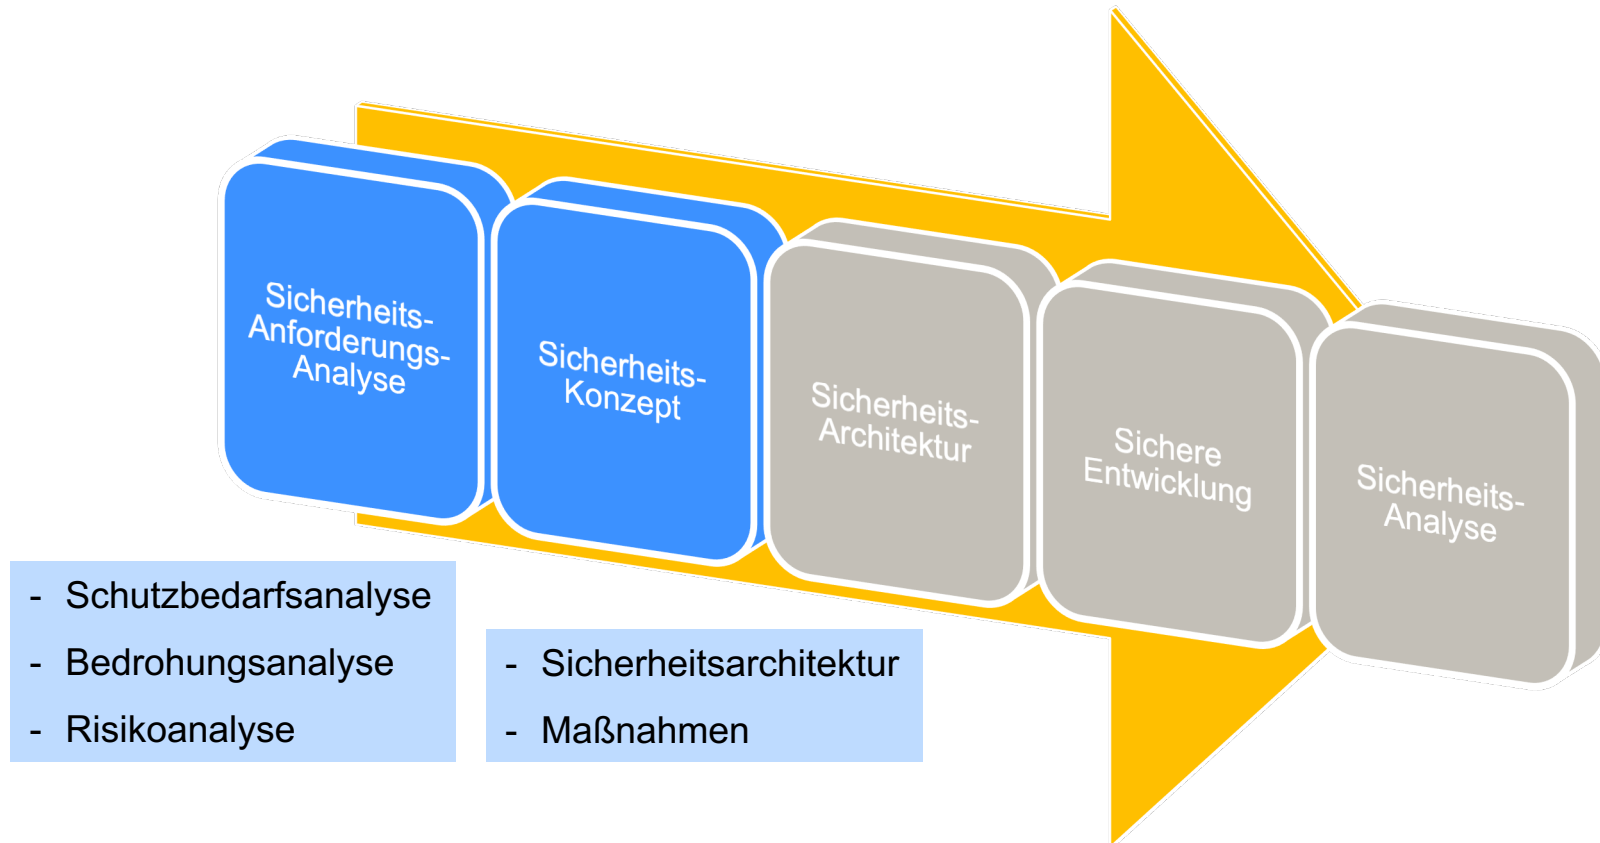 Sicherheits-
Anforderungs-
Analyse
Sicherheits-
Konzept
Sicherheits-
Architektur
Sichere
Entwicklung
Sicherheits-
Analyse
- Schutzbedarfsanalyse
- Bedrohungsanalyse
- Risikoanalyse
- Sicherheitsarchitektur
- Maßnahmen